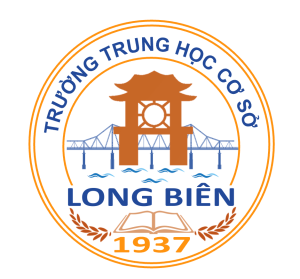 TRƯỜNG TRUNG HỌC CƠ SỞ
LONG BIÊN
1937